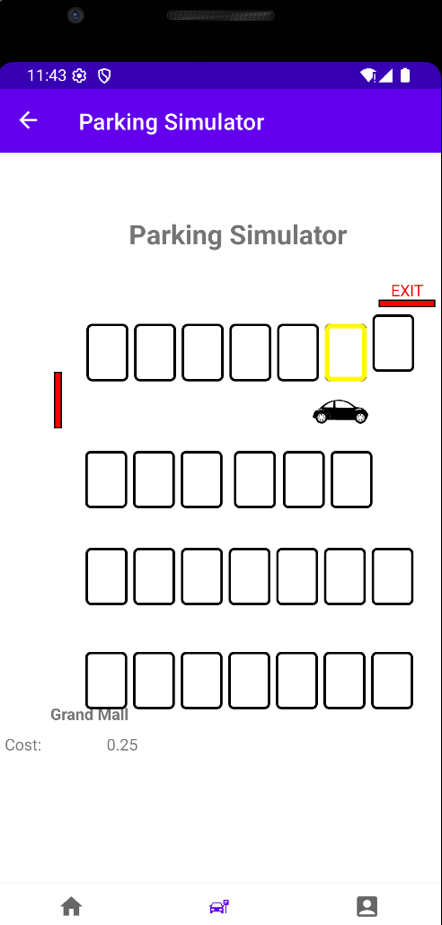 11:43
Parking Simulator
Parking Simulator
EXIT
Grand Mall
Cost: 0.25